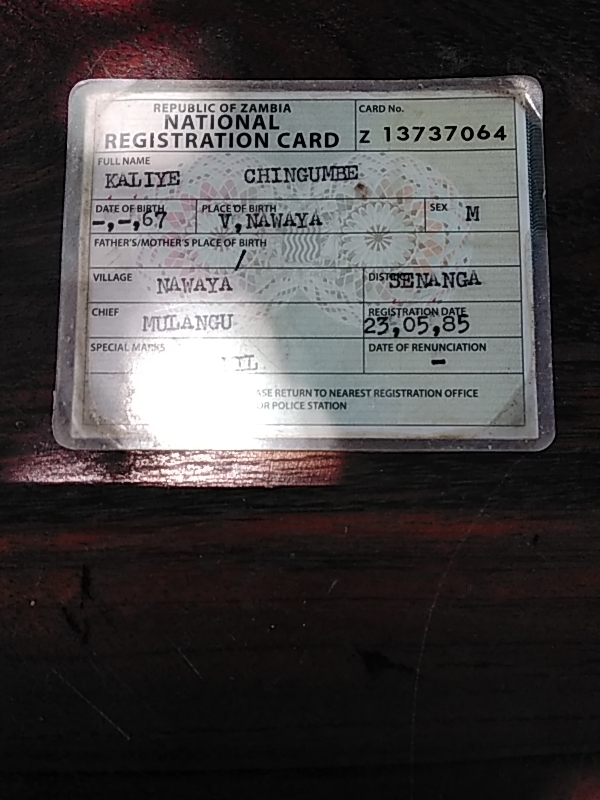 REPUBLIC OF ZAMBIA
NATIONAL
REGISTRATION CARD
CARD No.
Z 13737064
FULL NAME
KALIYE CHINGUMBE
DATE OF BIRTH
-,-,67
PLACE OF BIRTH
V,NAWAYA
SEX
M
FATHER'S/MOTHER'S PLACE OF BIRTH
/
VILLAGE
NAWAYA
DISTRICT
SENANGA
CHIEF
MULANGU
REGISTRATION DATE
23,05,85
SPECIAL MARKS
DATE OF RENUNCIATION
-
RETURN TO NEAREST REGISTRATION OFFICE
OR POLICE STATION